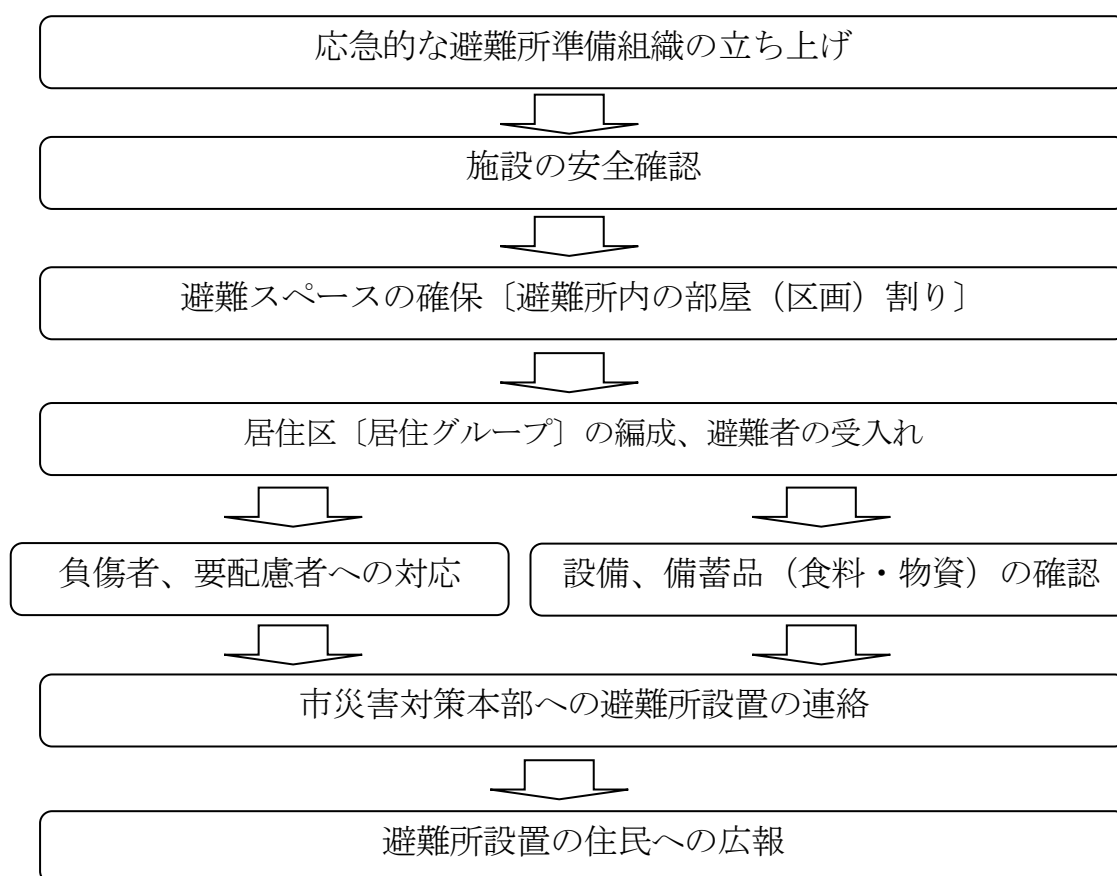 応急的な避難所準備組織の立ち上げ
施設の安全確認
避難スペースの確保〔避難所内の部屋（区画）割り〕
居住区〔居住グループ〕の編成、避難者の受入れ
負傷者、要配慮者への対応
設備、備蓄品（食料・物資）の確認
市災害対策本部への避難所設置の連絡
避難所設置の住民への広報